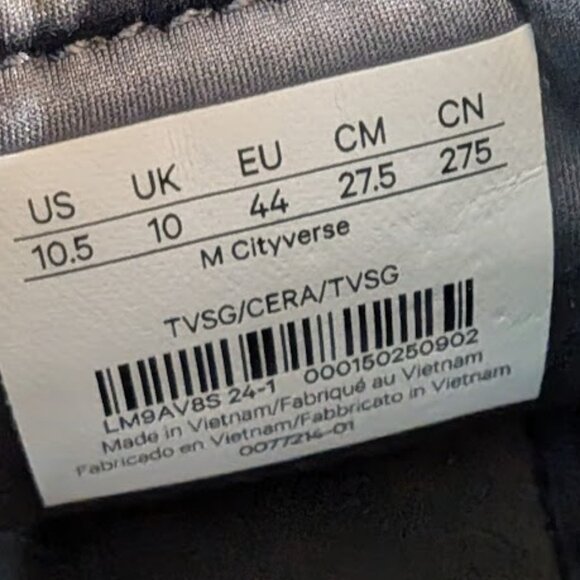 US UK EU CM CN
10.5 10 44 27.5 275
M Cityverse
TVSG/CERA/TVSG
LM9AV8S 24-1 000150250902
Made in Vietnam/Fabriqué au Vietnam
Fabricado en Vietnam/Fabbricato in Vietnam
0077214-01